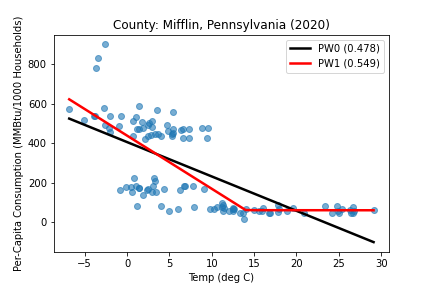 County: Mifflin, Pennsylvania (2020)
PW0 (0.478)
PW1 (0.549)
Per-Capita Consumption (MMBtu/1000 Households)
800
600
400
200
0
−5
0
5
10
15
20
25
30
Temp (deg C)